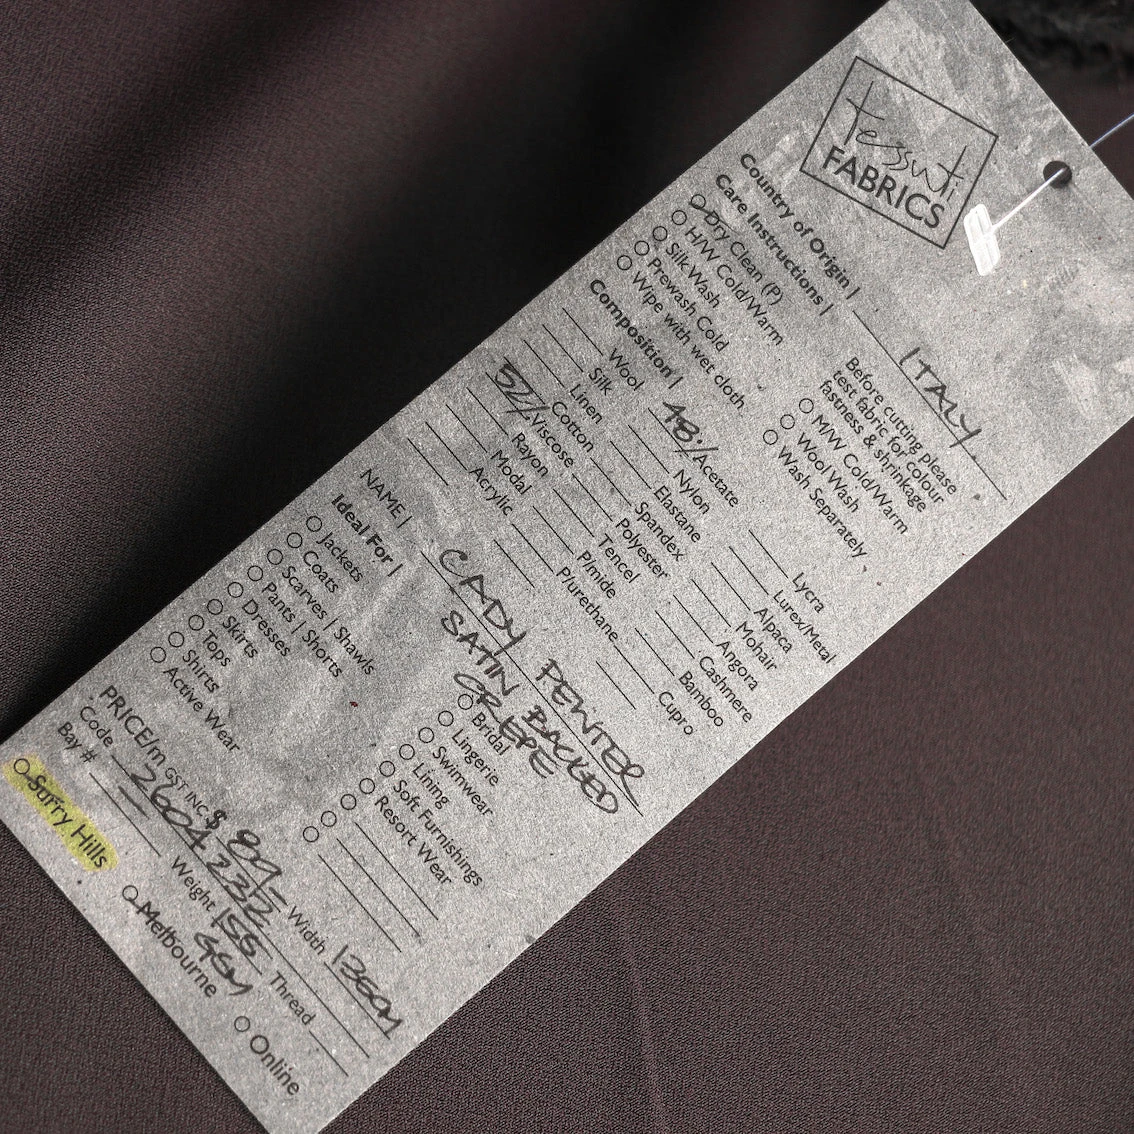 Tessuti
FABRICS
Country of Origin | ITALY
Care Instructions |
Dry Clean (P)
H/W Cold/Warm
Silk Wash
Prewash Cold
Wipe with wet cloth
Before cutting please
test fabric for colour
fastness & shrinkage
M/W Cold/Warm
Wool Wash
Wash Separately
Composition |
Wool
Silk
Linen
Cotton
52% Viscose
Rayon
Modal
Acrylic
48% Acetate
Nylon
Elastane
Spandex
Polyester
Tencel
P/mide
P/urethane
Lycra
Lurex/Metal
Alpaca
Mohair
Angora
Cashmere
Bamboo
Cupro
NAME | CADY PEWTER
SATIN BACKED
CREPE
Ideal For |
Jackets
Coats
Scarves | Shawls
Pants | Shorts
Dresses
Skirts
Tops
Shirts
Active Wear
Bridal
Lingerie
Swimwear
Lining
Soft Furnishings
Resort Wear
PRICE/m GST INC $ 89/= Width 136cm
Code 2604232
Bay # Weight 155 GSM Thread
Surry Hills Melbourne Online